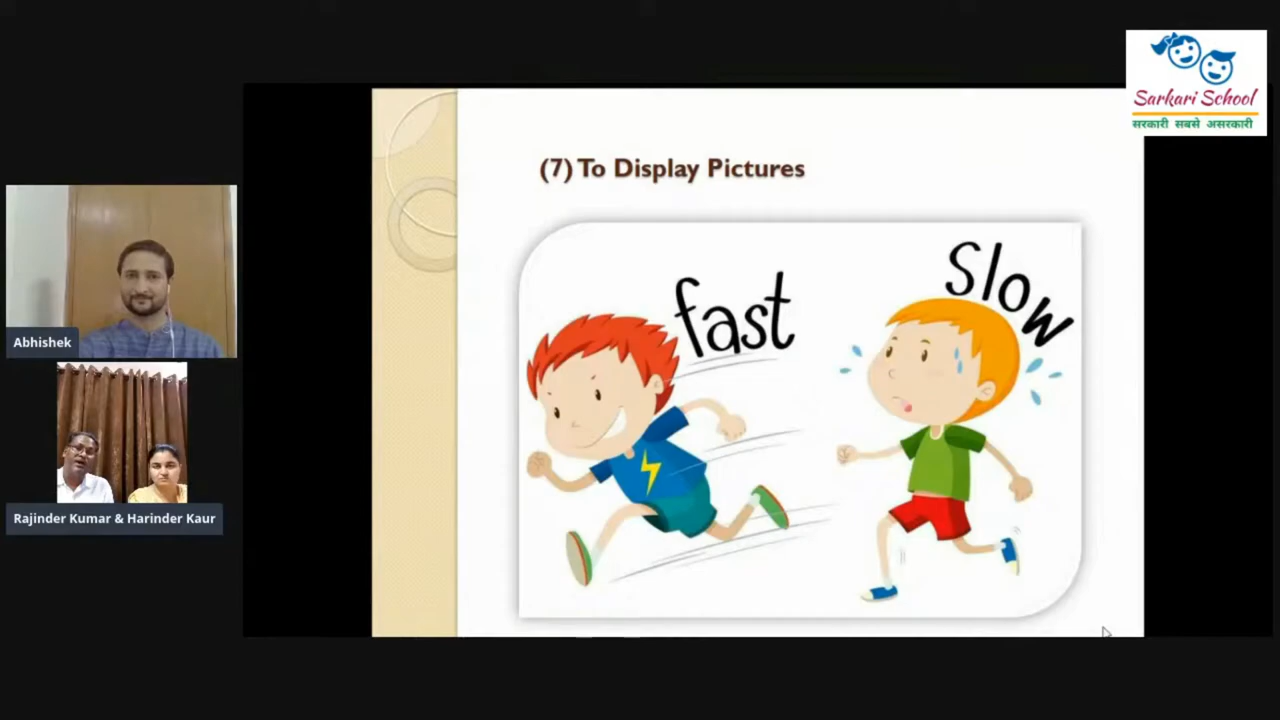 Sarkari School
सरकारी सबसे असरकारी
(7) To Display Pictures
fast
Slow
Abhishek
Rajinder Kumar & Harinder Kaur